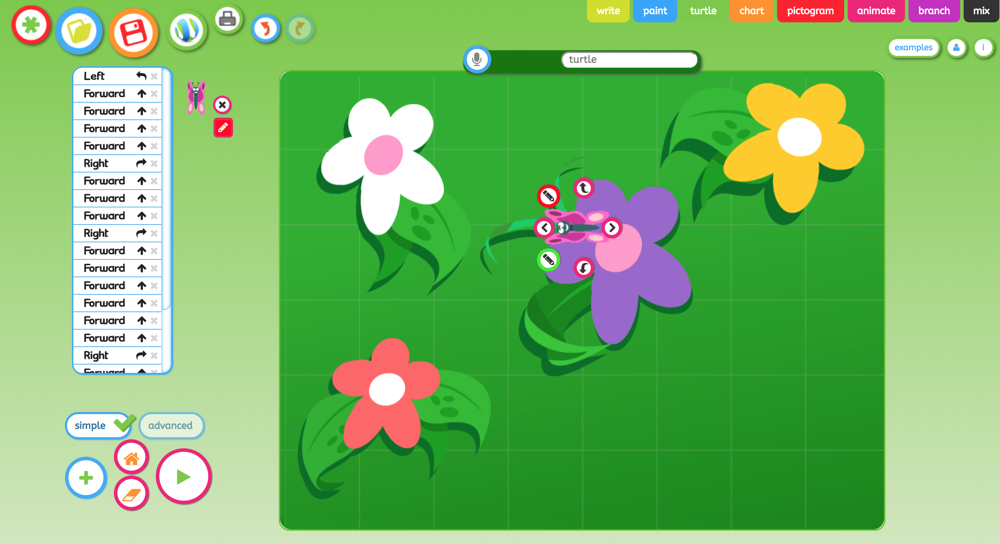 write paint turtle chart pictogram animate branch mix
examples i
turtle
Left
Forward
Forward
Forward
Forward
Right
Forward
Forward
Forward
Right
Forward
Forward
Forward
Forward
Forward
Forward
Right
Forward
simple advanced